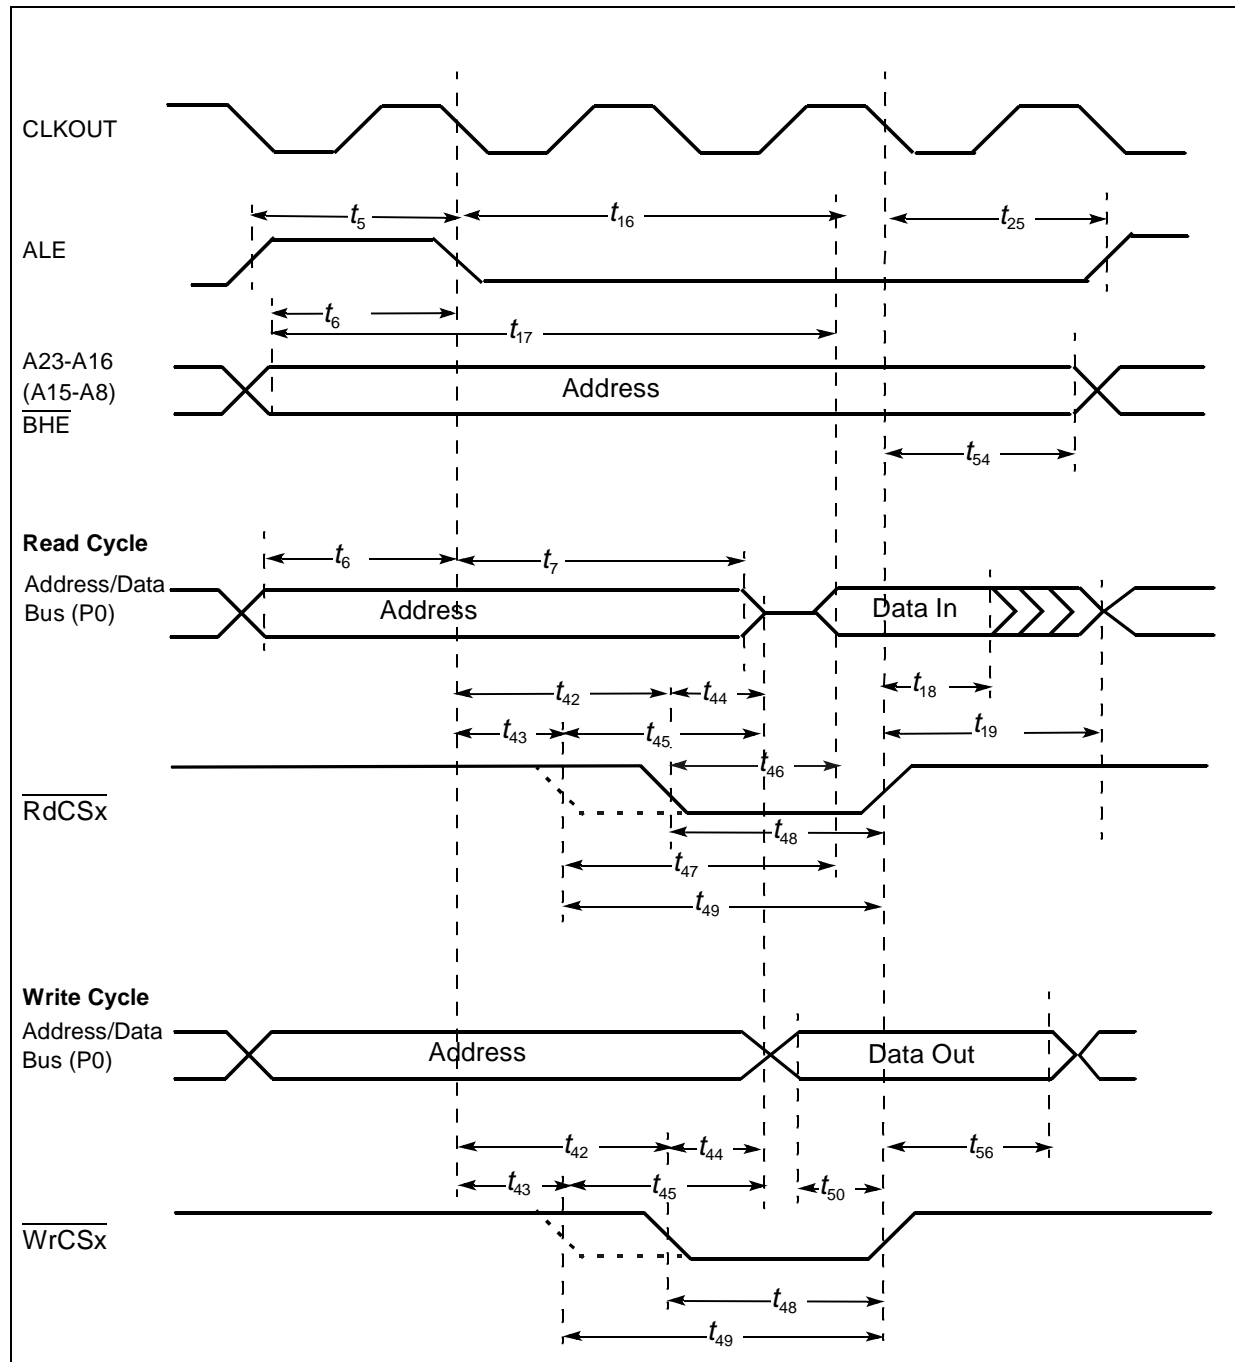 CLKOUT
t5 t16 t25
ALE
t6 t17
A23-A16
(A15-A8)
BHE
Address
t54
Read Cycle
t6 t7
Address/Data
Bus (P0)
Address Data In
t18
t42 t44
t43 t45 t19
t46
RdCSx
t48
t47
t49
Write Cycle
Address/Data
Bus (P0)
Address Data Out
t42 t44 t56
t43 t45 t50
WrCSx
t48
t49